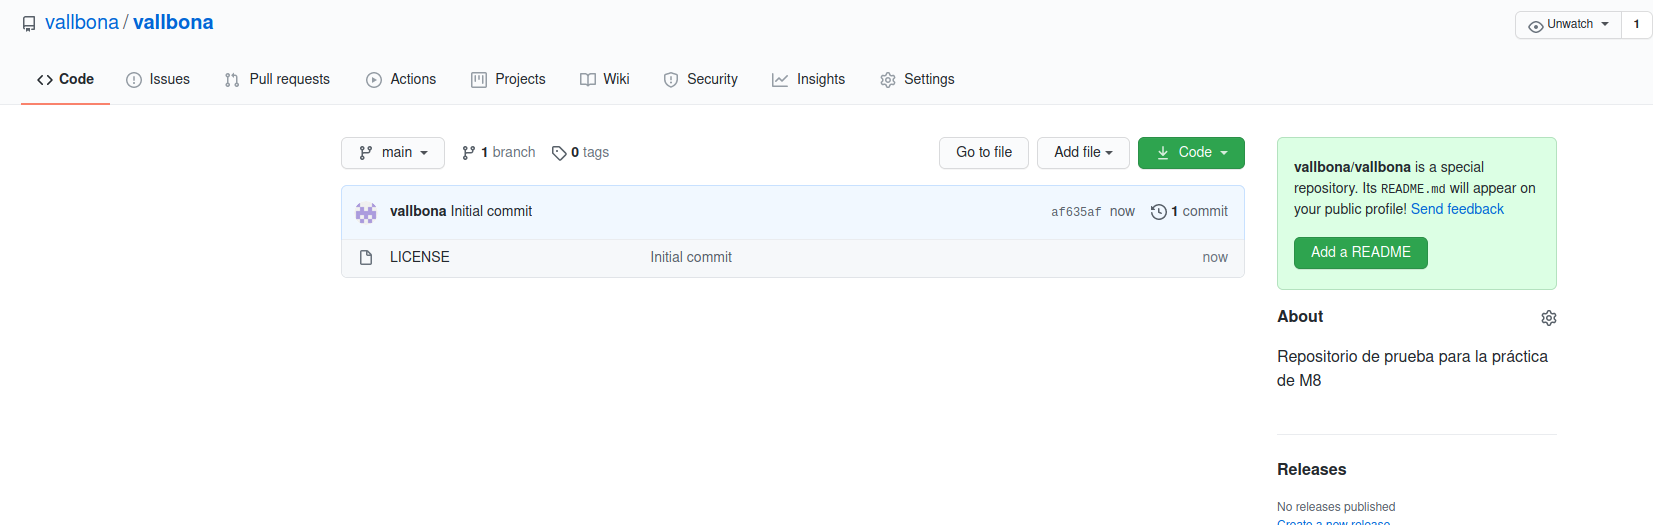 vallbona / vallbona
Unwatch 1
Code Issues Pull requests Actions Projects Wiki Security Insights Settings
main 1 branch 0 tags Go to file Add file Code
vallbona Initial commit af635af now 1 commit
LICENSE Initial commit now
vallbona/vallbona is a special
repository. Its README.md will appear on
your public profile! Send feedback
Add a README
About
Repositorio de prueba para la práctica
de M8
Releases
No releases published
Create a new release